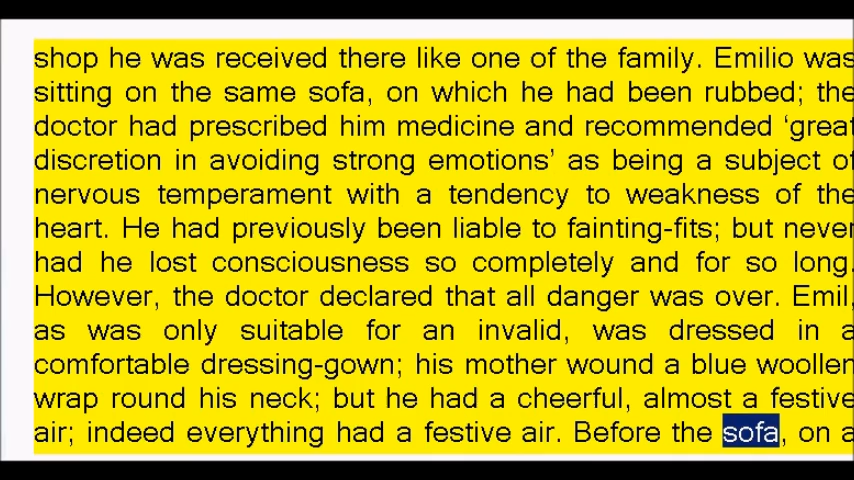 shop he was received there like one of the family. Emilio was
sitting on the same sofa, on which he had been rubbed; the
doctor had prescribed him medicine and recommended ‘great
discretion in avoiding strong emotions’ as being a subject of
nervous temperament with a tendency to weakness of the
heart. He had previously been liable to fainting-fits; but never
had he lost consciousness so completely and for so long.
However, the doctor declared that all danger was over. Emil,
as was only suitable for an invalid, was dressed in a
comfortable dressing-gown; his mother wound a blue woollen
wrap round his neck; but he had a cheerful, almost a festive
air; indeed everything had a festive air. Before the sofa, on a